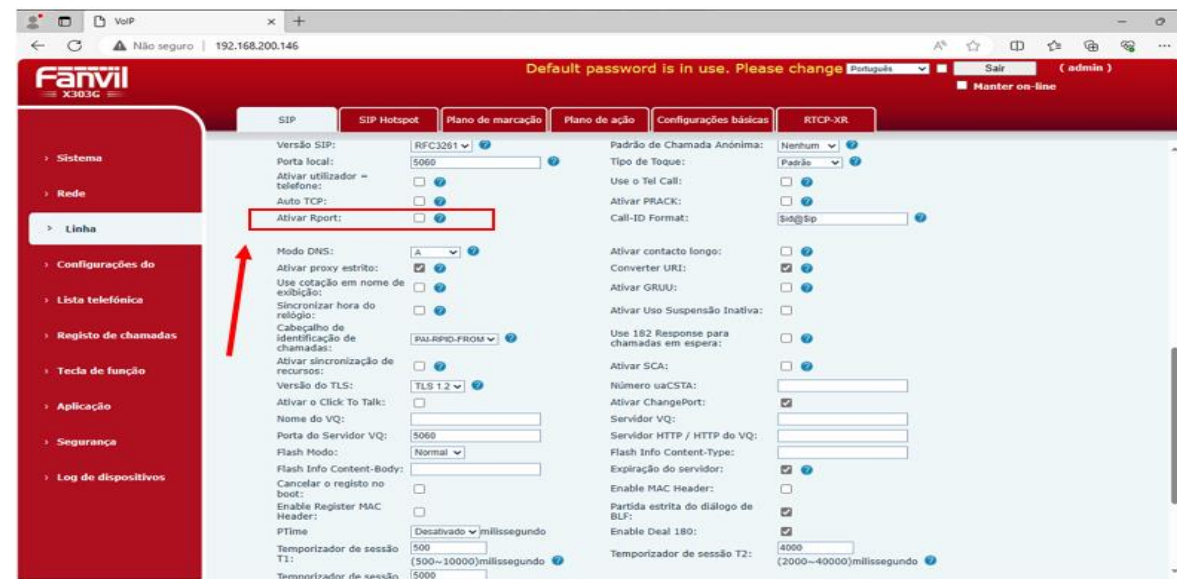 VoIP
Não seguro | 192.168.200.146
Fanvil
X303G
Default password is in use. Please change Português Sair ( admin )
Manter on-line
SIP SIP Hotspot Plano de marcação Plano de ação Configurações básicas RTCP-XR
› Sistema
› Rede
› Linha
› Configurações do
› Lista telefónica
› Registo de chamadas
› Tecla de função
› Aplicação
› Segurança
› Log de dispositivos
Versão SIP: RFC3261 Padrão de Chamada Anónima: Nenhum
Porta local: 5060 Tipo de Toque: Padrão
Ativar utilizador =
telefone: Use o Tel Call:
Auto TCP: Ativar PRACK:
Ativar Rport: Call-ID Format: $id@$ip
Modo DNS: A Ativar contacto longo:
Ativar proxy estrito: Converter URI:
Use cotação em nome de
exibição: Ativar GRUU:
Sincronizar hora do
relógio: Ativar Uso Suspensão Inativa:
Cabeçalho de
identificação de
chamadas: PAI-RPID-FROM Use 182 Response para
chamadas em espera:
Ativar sincronização de
recursos: Ativar SCA:
Versão do TLS: TLS 1.2 Número uaCSTA:
Ativar o Click To Talk: Ativar ChangePort:
Nome do VQ: Servidor VQ:
Porta do Servidor VQ: 5060 Servidor HTTP / HTTP do VQ:
Flash Modo: Normal Flash Info Content-Type:
Flash Info Content-Body: Expiração do servidor:
Cancelar o registo no
boot: Enable MAC Header:
Enable Register MAC
Header: Partida estrita do diálogo de
BLF:
PTime Desativado milissegundo Enable Deal 180:
Temporizador de sessão
T1: 500
(500~10000)milissegundo Temporizador de sessão T2: 4000
(2000~40000)milissegundo
Temporizador de sessão 5000